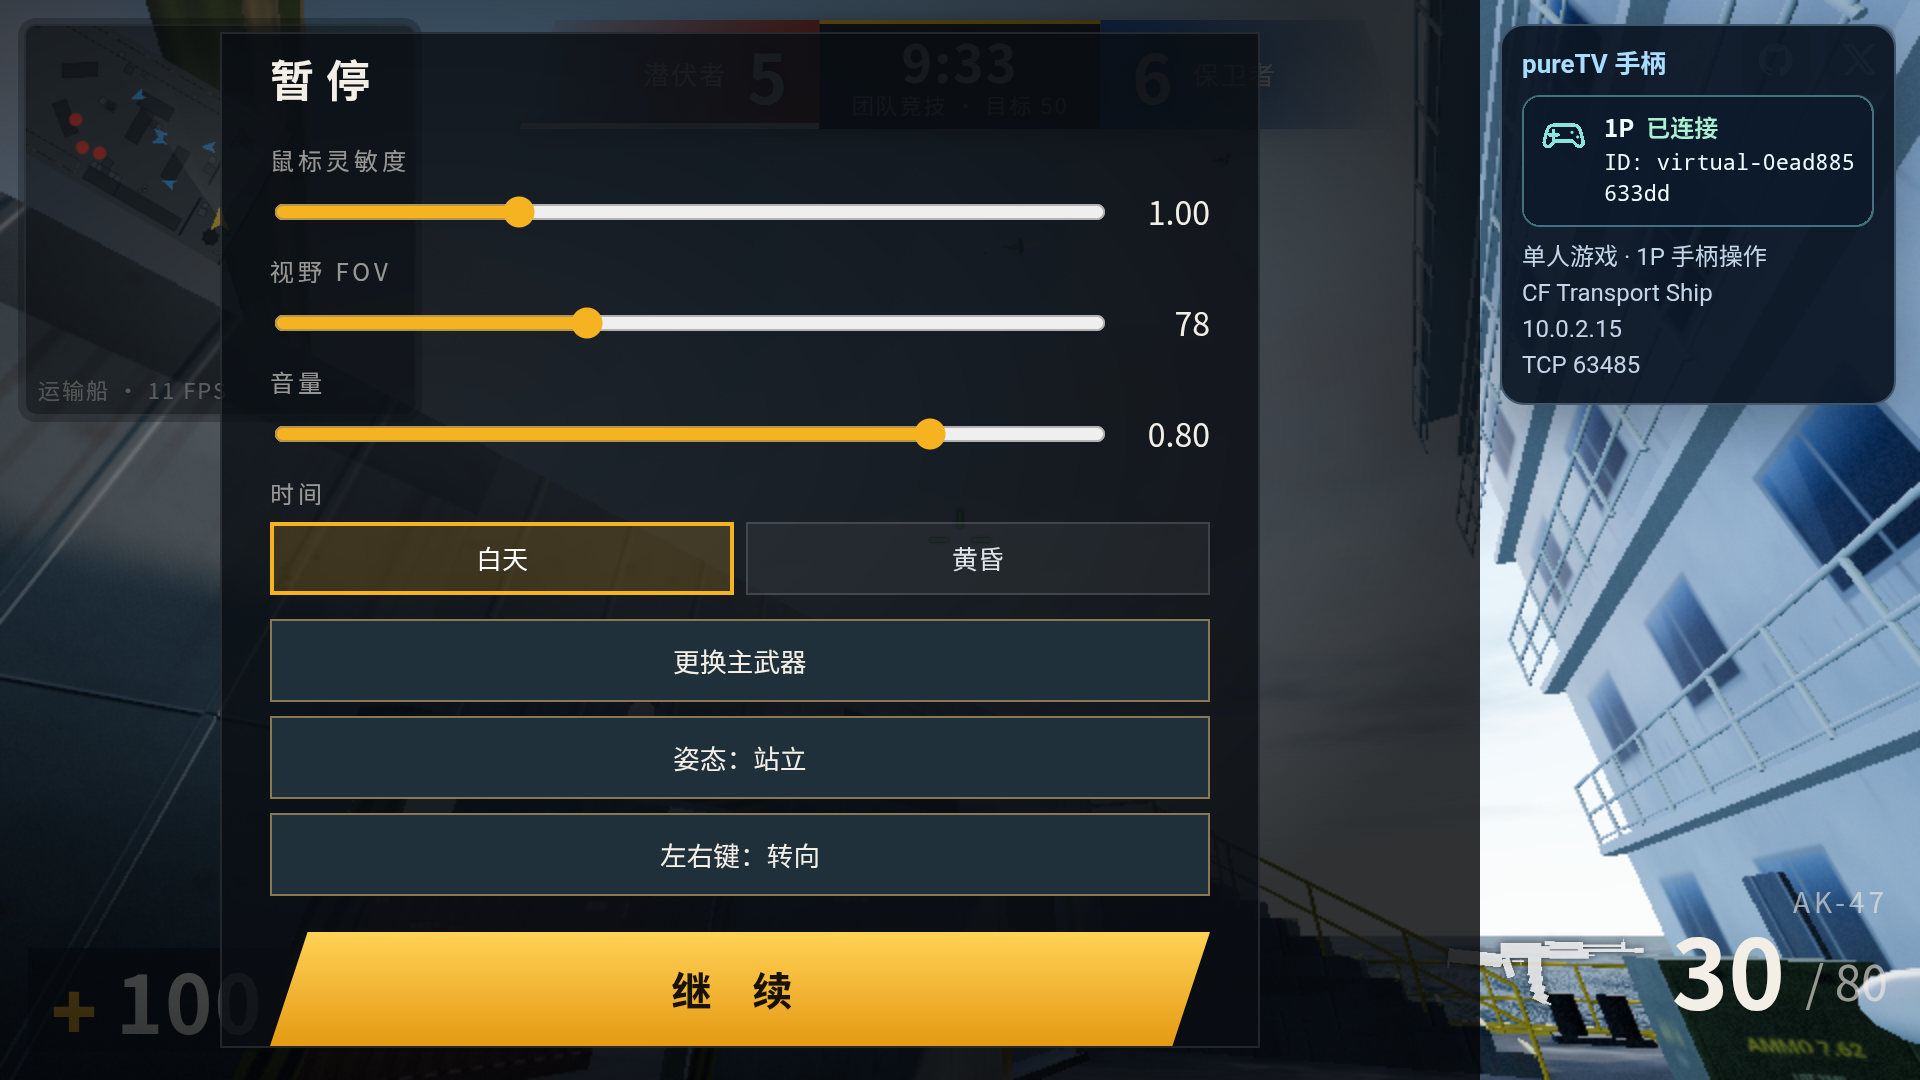 暂停
潜伏者 5
9:33
团队竞技 · 目标 50
6 保卫者
鼠标灵敏度
1.00
视野 FOV
78
运输船 · 11 FPS
音量
0.80
时间
白天
黄昏
更换主武器
姿态：站立
左右键：转向
继续
+ 100
pureTV 手柄
1P 已连接
ID: virtual-0ead885
633dd
单人游戏 · 1P 手柄操作
CF Transport Ship
10.0.2.15
TCP 63485
AK-47
30 / 80
AMMO 7.62